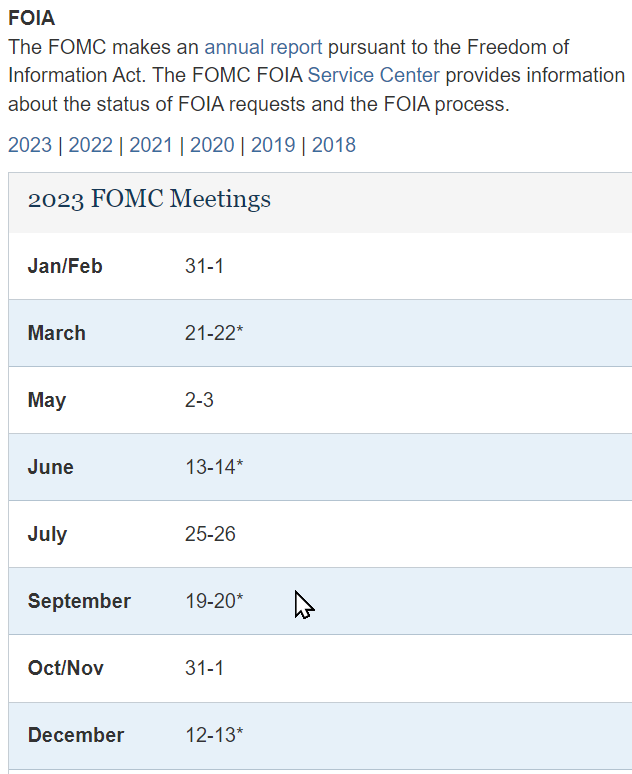 FOIA
The FOMC makes an annual report pursuant to the Freedom of
Information Act. The FOMC FOIA Service Center provides information
about the status of FOIA requests and the FOIA process.
2023 | 2022 | 2021 | 2020 | 2019 | 2018
2023 FOMC Meetings
Jan/Feb 31-1
March 21-22*
May 2-3
June 13-14*
July 25-26
September 19-20*
Oct/Nov 31-1
December 12-13*